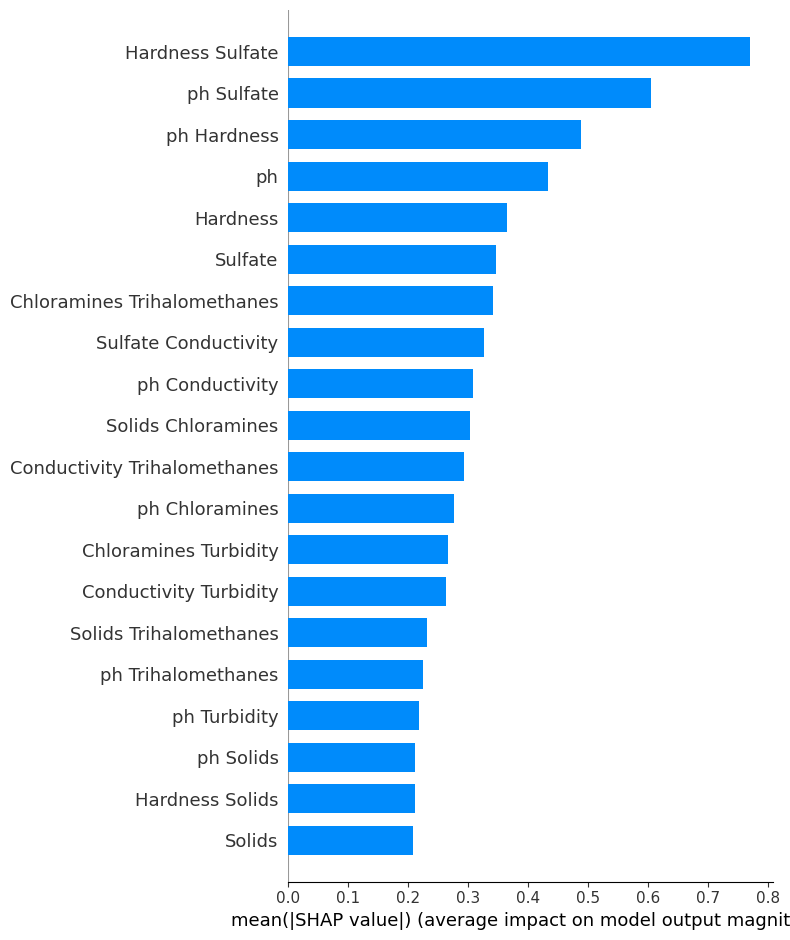 Hardness Sulfate
ph Sulfate
ph Hardness
ph
Hardness
Sulfate
Chloramines Trihalomethanes
Sulfate Conductivity
ph Conductivity
Solids Chloramines
Conductivity Trihalomethanes
ph Chloramines
Chloramines Turbidity
Conductivity Turbidity
Solids Trihalomethanes
ph Trihalomethanes
ph Turbidity
ph Solids
Hardness Solids
Solids
0.0 0.1 0.2 0.3 0.4 0.5 0.6 0.7 0.8
mean(|SHAP value|) (average impact on model output magnit